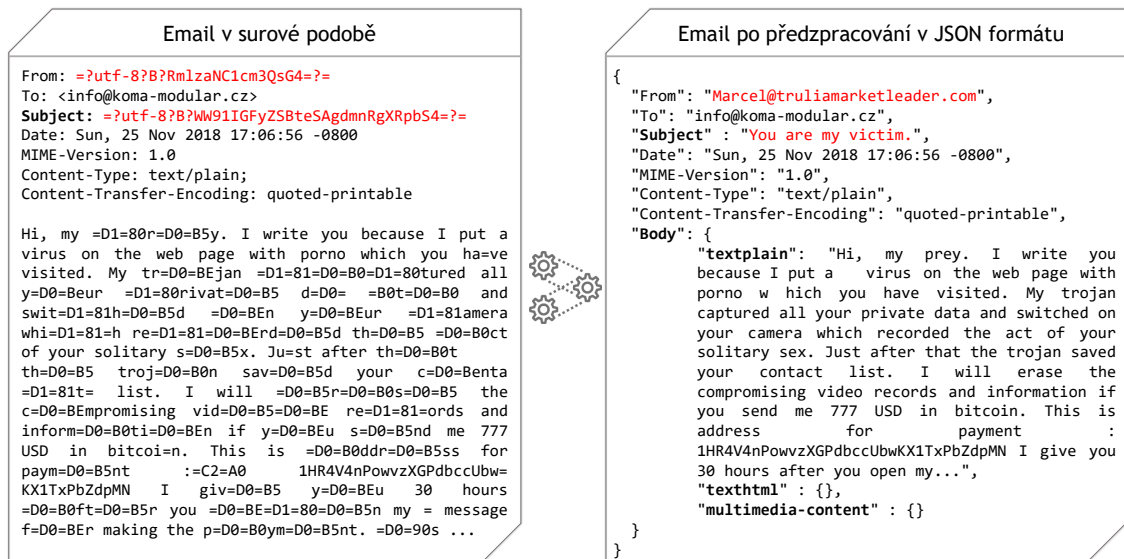 Email v surové podobě
From: =?utf-8?B?RmlzaNC1cm3QsG4=?=
To: <info@koma-modular.cz>
Subject: =?utf-8?B?WW91IGFyZSBteSAgdmnRgXRpbS4=?=
Date: Sun, 25 Nov 2018 17:06:56 -0800
MIME-Version: 1.0
Content-Type: text/plain;
Content-Transfer-Encoding: quoted-printable
Hi, my =D1=80r=D0=B5y. I write you because I put a
virus on the web page with porno which you ha=ve
visited. My tr=D0=BEjan =D1=81=D0=B0=D1=80tured all
y=D0=Beur =D1=80rivat=D0=B5 d=D0= =B0t=D0=B0 and
swit=D1=81h=D0=B5d =D0=BEn y=D0=BEur =D1=81amera
whi=D1=81=h re=D1=81=D0=BErd=D0=B5d th=D0=B5 =D0=B0ct
of your solitary s=D0=B5x. Ju=st after th=D0=B0t
th=D0=B5 troj=D0=B0n sav=D0=B5d your c=D0=Benta
=D1=81t= list. I will =D0=B5r=D0=B0s=D0=B5 the
c=D0=BEmpromising vid=D0=B5=D0=BE re=D1=81=ords and
inform=D0=B0ti=D0=BEn if y=D0=BEu s=D0=B5nd me 777
USD in bitcoi=n. This is =D0=B0ddr=D0=B5ss for
paym=D0=B5nt :=C2=A0 1HR4V4nPowvzXGPdbccUbw=
KX1TxPbZdpMN I giv=D0=B5 y=D0=BEu 30 hours
=D0=B0ft=D0=B5r you =D0=BE=D1=80=D0=B5n my = message
f=D0=BEr making the p=D0=B0ym=D0=B5nt. =D0=90s ...
Email po předzpracování v JSON formátu
{
"From": "Marcel@truliamarketleader.com",
"To": "info@koma-modular.cz",
"Subject" : "You are my victim.",
"Date": "Sun, 25 Nov 2018 17:06:56 -0800",
"MIME-Version": "1.0",
"Content-Type": "text/plain",
"Content-Transfer-Encoding": "quoted-printable",
"Body": {
"textplain": "Hi, my prey. I write you
because I put a virus on the web page with
porno w hich you have visited. My trojan
captured all your private data and switched on
your camera which recorded the act of your
solitary sex. Just after that the trojan saved
your contact list. I will erase the
compromising video records and information if
you send me 777 USD in bitcoin. This is
address for payment :
1HR4V4nPowvzXGPdbccUbwKX1TxPbZdpMN I give you
30 hours after you open my...",
"texthtml" : {},
"multimedia-content" : {}
}
}